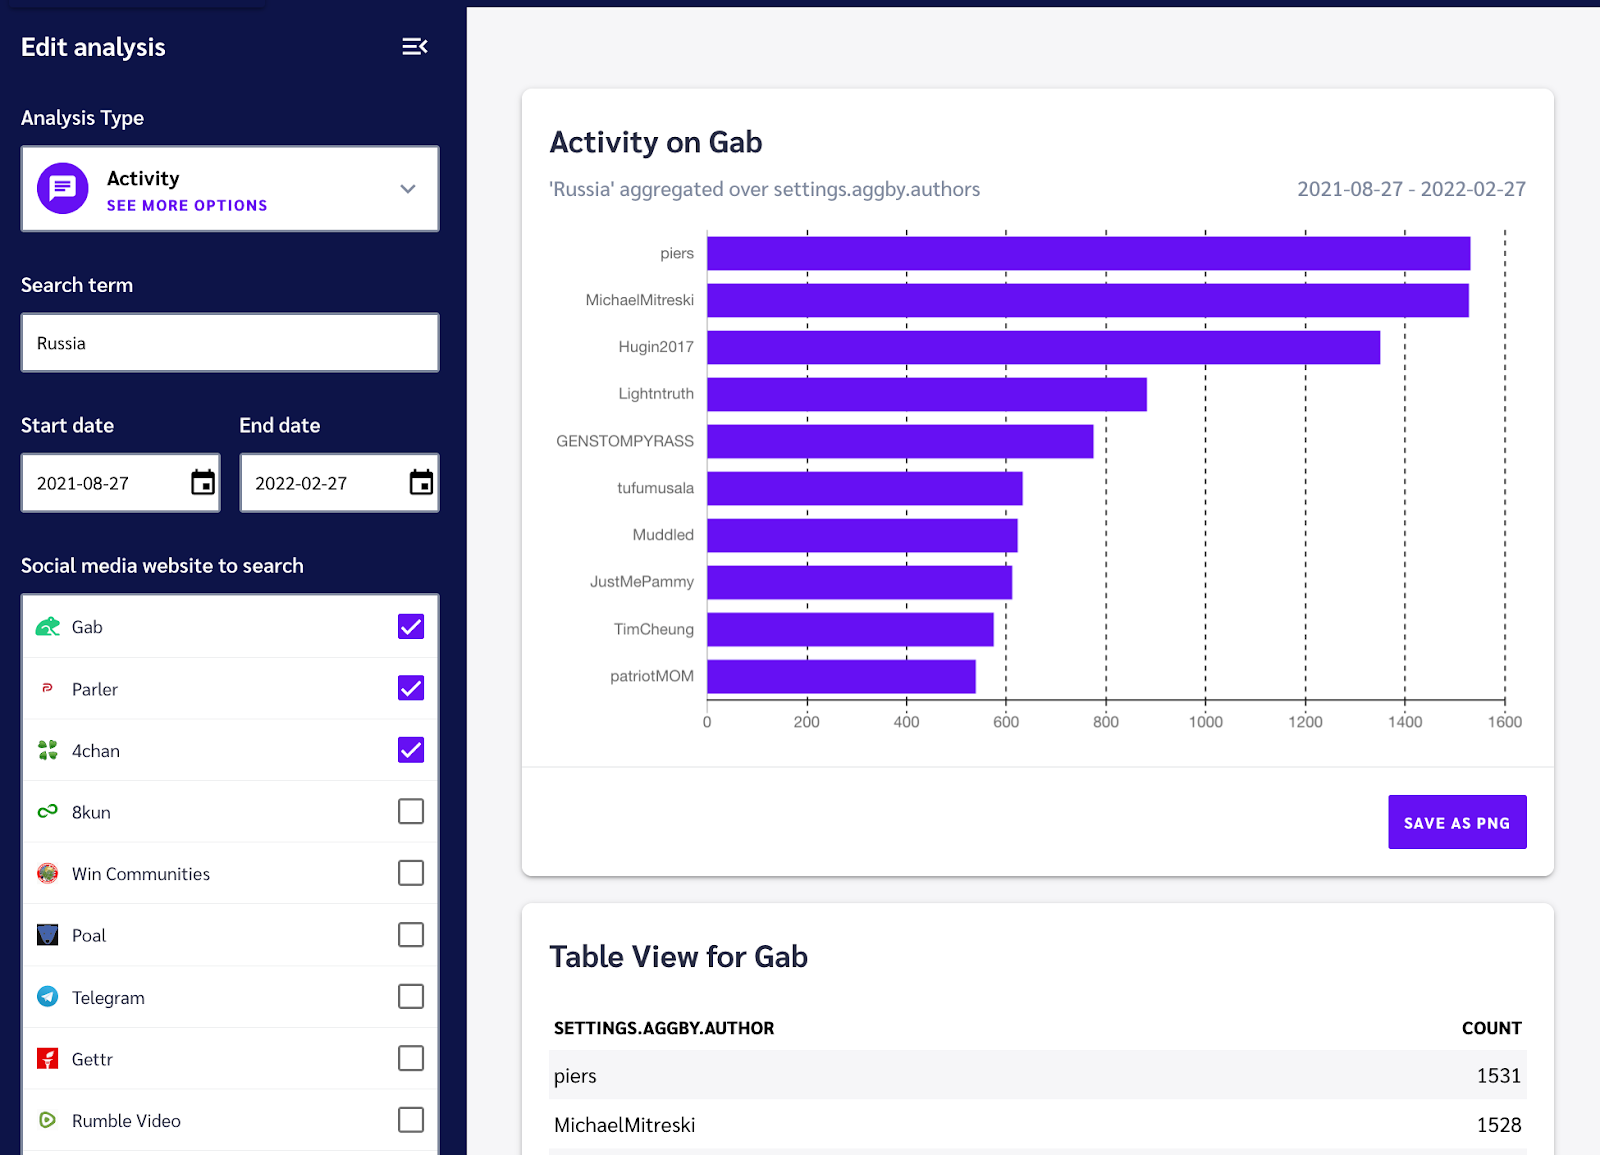 Edit analysis
Analysis Type
Activity
SEE MORE OPTIONS
Search term
Russia
Start date
End date
2021-08-27
2022-02-27
Social media website to search
Gab
Parler
4chan
8kun
Win Communities
Poal
Telegram
Gettr
Rumble Video
Activity on Gab
'Russia' aggregated over settings.aggby.authors
2021-08-27 - 2022-02-27
piers
MichaelMitreski
Hugin2017
Lightntruth
GENSTOMPYRASS
tufumusala
Muddled
JustMePammy
TimCheung
patriotMOM
0 200 400 600 800 1000 1200 1400 1600
SAVE AS PNG
Table View for Gab
SETTINGS.AGGBY.AUTHOR COUNT
piers 1531
MichaelMitreski 1528